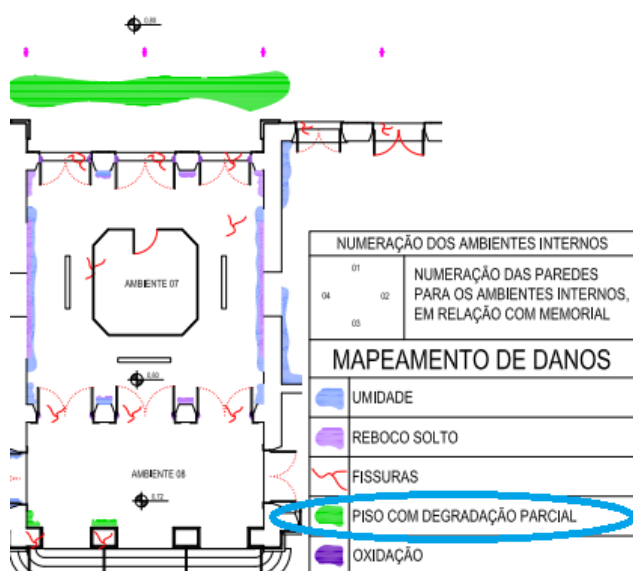 0,80
AMBIENTE 07
0,60
AMBIENTE 08
0,72
NUMERAÇÃO DOS AMBIENTES INTERNOS
01
04
02
03
NUMERAÇÃO DAS PAREDES
PARA OS AMBIENTES INTERNOS,
EM RELAÇÃO COM MEMORIAL
MAPEAMENTO DE DANOS
UMIDADE
REBOCO SOLTO
FISSURAS
PISO COM DEGRADAÇÃO PARCIAL
OXIDAÇÃO